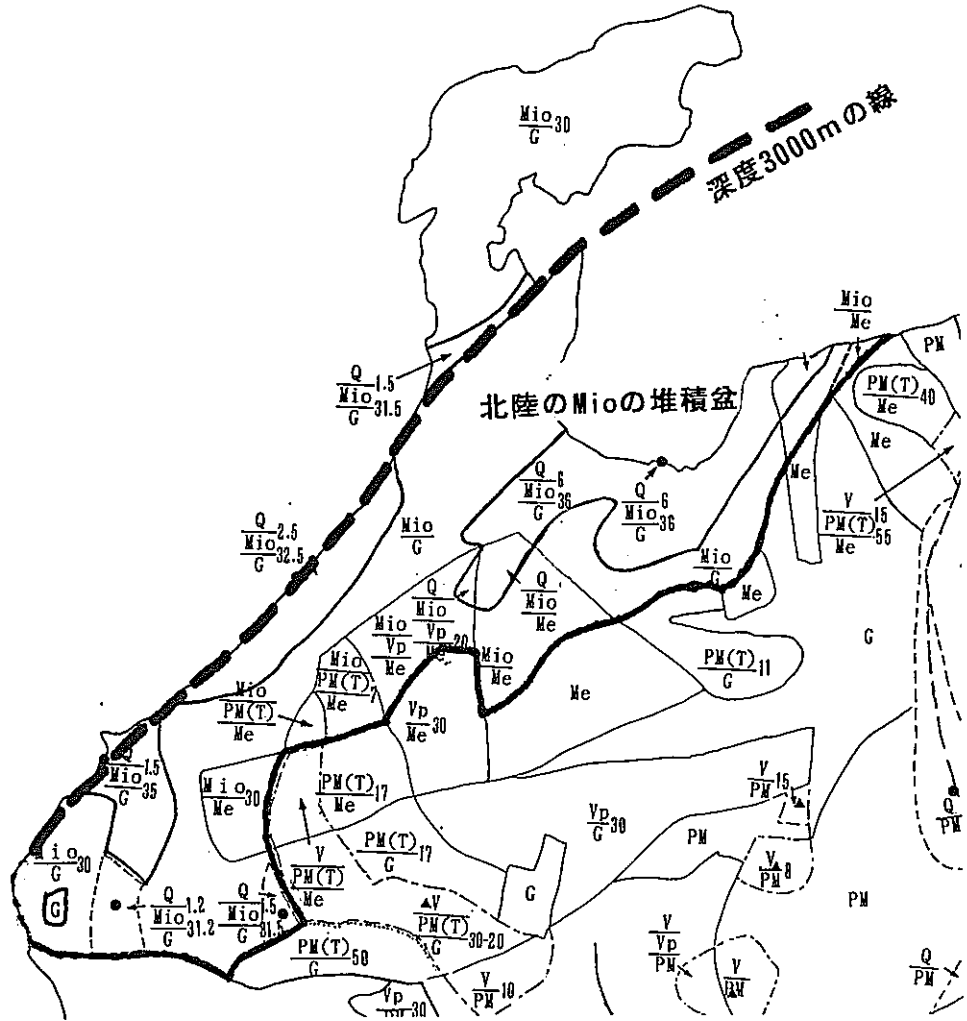 Mio
G 30
深度3000mの線
Mio
Me
PM
Q 1.5
Mio 31.5
G
PM(T) 40
Me
北陸のMioの堆積盆
Me
Me
Q 6
Mio 36
G
Q 6
Mio 36
G
V 15
PM(T) 55
Me
Q 2.5
Mio 32.5
G
Mio
G
Mio
G
Me
Q
Mio
Me
Q
Mio
Vp 20
Me
Mio
Vp
Me
Mio
Me
G
PM(T) 11
G
Mio
PM(T) 7
Me
Mio
PM(T)
Me
Me
Vp 30
Me
Q 1.5
Mio 35
G
Mio 30
Me
PM(T) 17
Me
V 15
PM
V
Q
PM
Vp 30
G
PM
Mio 30
G
PM(T) 17
G
V
PM(T)
Me
V 8
PM
G
G
PM
Q 1.2
Mio 31.2
G
Q 1.5
Mio 31.5
G
V
PM(T) 30-20
G
PM(T) 50
G
V
Vp
PM
V
PM
Q
PM
V 10
PM
Vp 30
PM